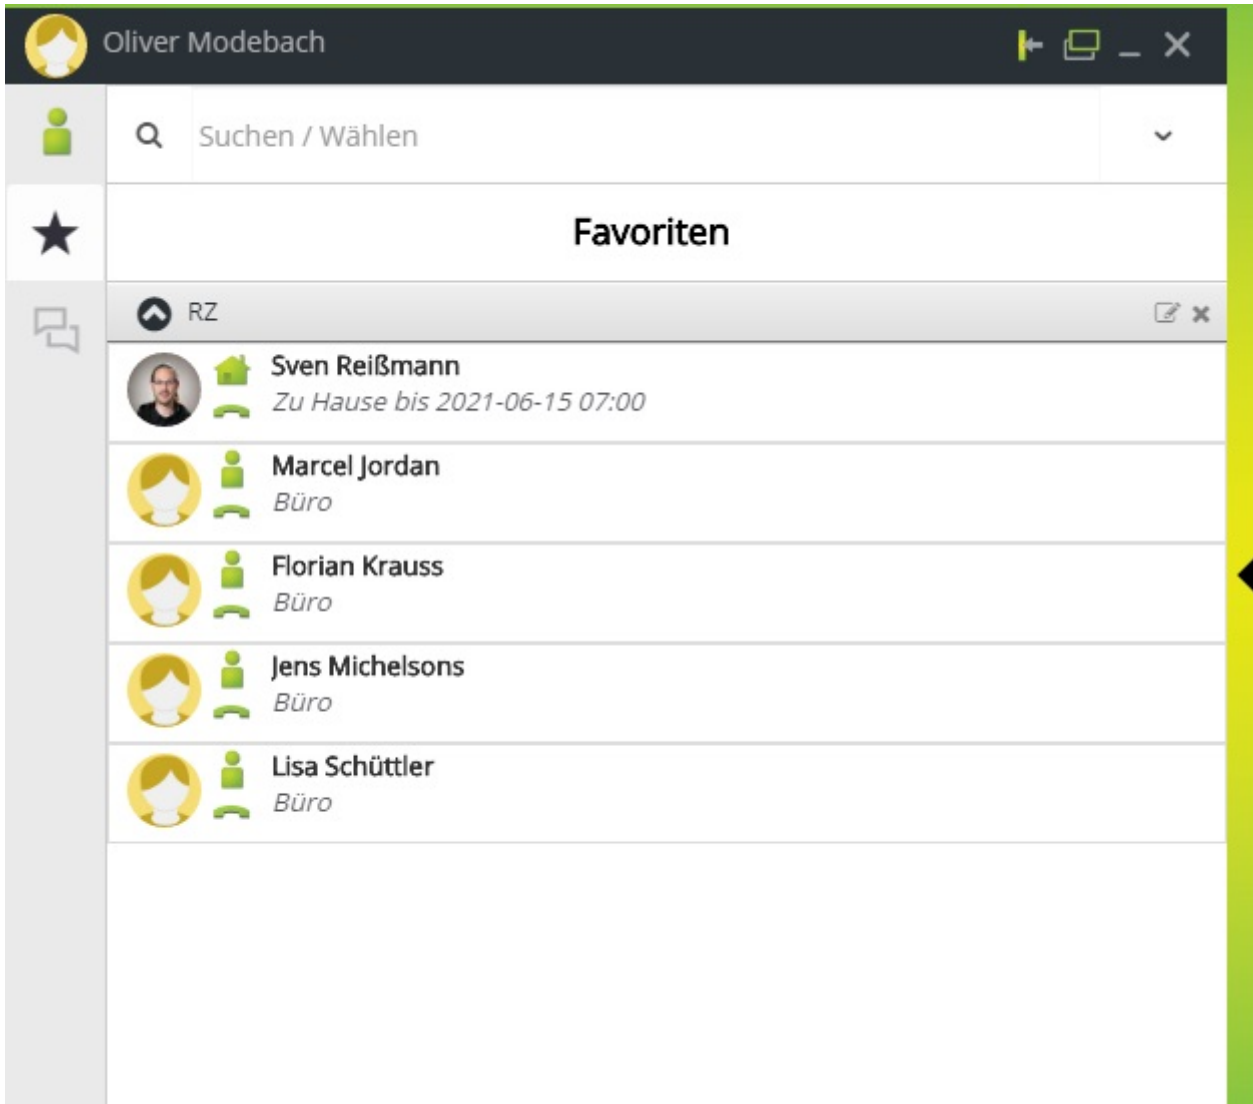 Oliver Modebach
Suchen / Wählen
Favoriten
RZ
Sven Reißmann
Zu Hause bis 2021-06-15 07:00
Marcel Jordan
Büro
Florian Krauss
Büro
Jens Michelsons
Büro
Lisa Schüttler
Büro